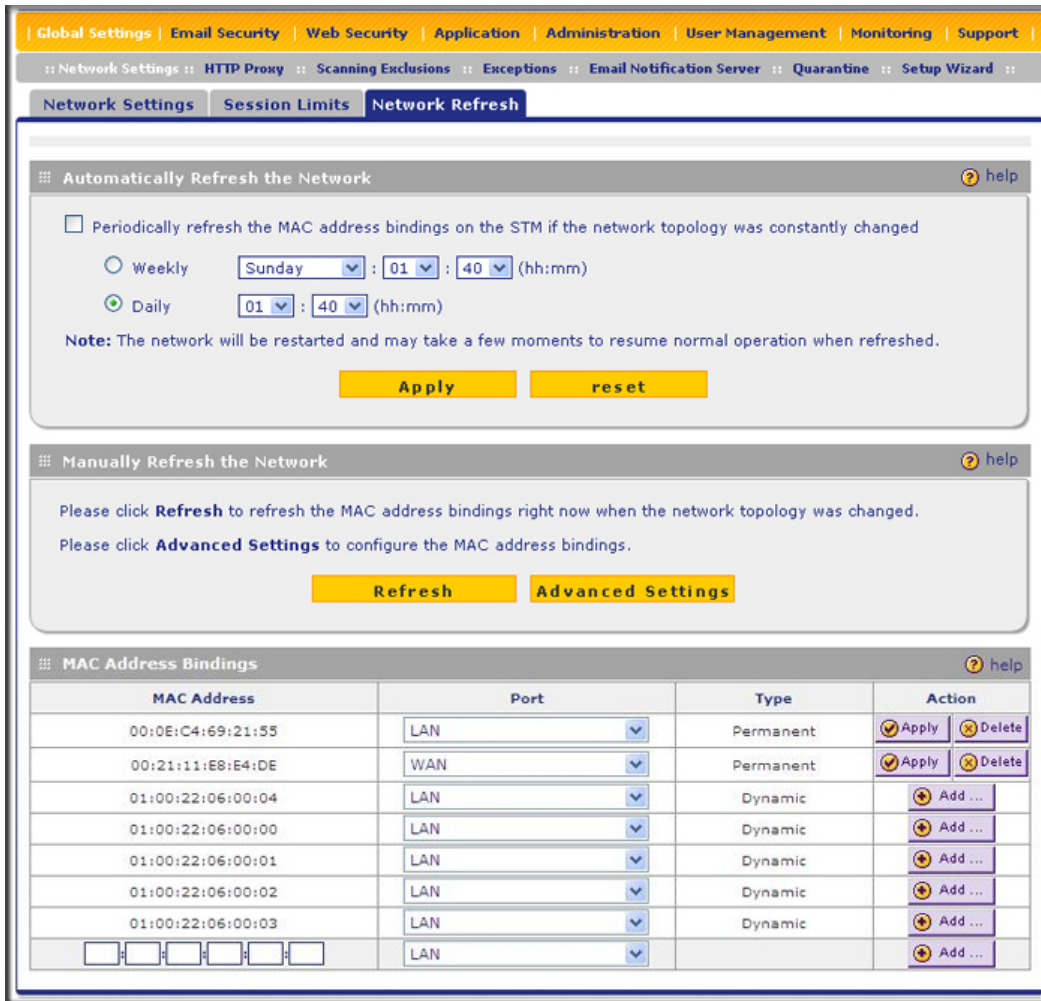 | Global Settings | Email Security | Web Security | Application | Administration | User Management | Monitoring | Support |
:: Network Settings :: HTTP Proxy :: Scanning Exclusions :: Exceptions :: Email Notification Server :: Quarantine :: Setup Wizard ::
Network Settings Session Limits Network Refresh
Automatically Refresh the Network ? help
Periodically refresh the MAC address bindings on the STM if the network topology was constantly changed
Weekly Sunday : 01 : 40 (hh:mm)
Daily 01 : 40 (hh:mm)
Note: The network will be restarted and may take a few moments to resume normal operation when refreshed.
Apply reset
Manually Refresh the Network ? help
Please click Refresh to refresh the MAC address bindings right now when the network topology was changed.
Please click Advanced Settings to configure the MAC address bindings.
Refresh Advanced Settings
MAC Address Bindings ? help
MAC Address Port Type Action
00:0E:C4:69:21:55 LAN Permanent Apply Delete
00:21:11:E8:E4:DE WAN Permanent Apply Delete
01:00:22:06:00:04 LAN Dynamic Add ...
01:00:22:06:00:00 LAN Dynamic Add ...
01:00:22:06:00:01 LAN Dynamic Add ...
01:00:22:06:00:02 LAN Dynamic Add ...
01:00:22:06:00:03 LAN Dynamic Add ...
: : : : : LAN Add ...